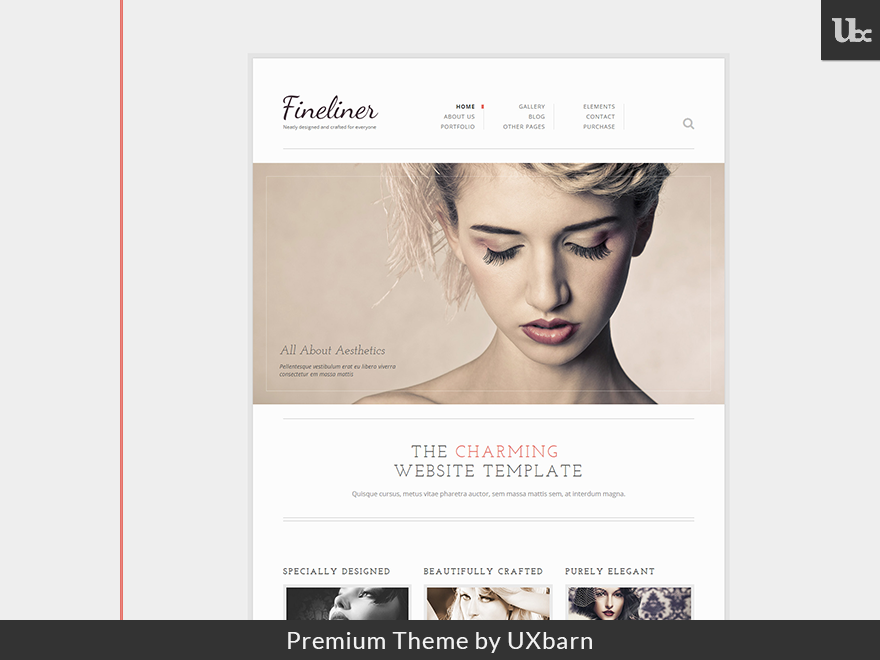 Ubc
Fineliner
Neatly designed and crafted for everyone
HOME
ABOUT US
PORTFOLIO
GALLERY
BLOG
OTHER PAGES
ELEMENTS
CONTACT
PURCHASE
All About Aesthetics
Pellentesque vestibulum erat eu libero viverra
consectetur em massa mattis
THE CHARMING
WEBSITE TEMPLATE
Quisque cursus, metus vitae pharetra auctor, sem massa mattis sem, at interdum magna.
SPECIALLY DESIGNED
BEAUTIFULLY CRAFTED
PURELY ELEGANT
Premium Theme by UXbarn